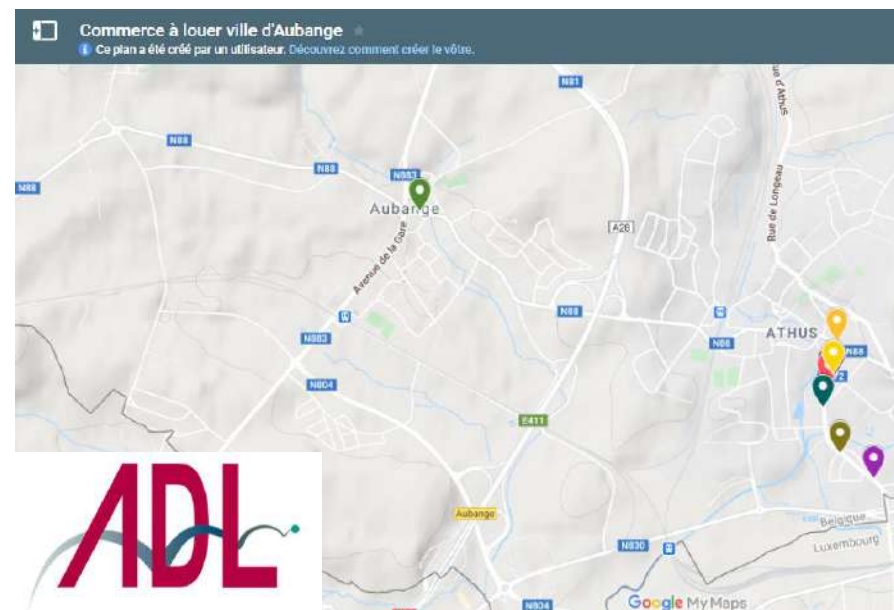 Commerce à louer ville d'Aubange
Ce plan a été créé par un utilisateur. Découvrez comment créer le vôtre.
N81
Rue d'Athus
N88
N88
N883
N88
Aubange
Rue de Longeau
A28
Avenue de la Gare
N88
ATHUS
N883
N88
N88
N804
E411
Aubange
Belgique
Luxembourg
N830
ADL
N804
Google My Maps